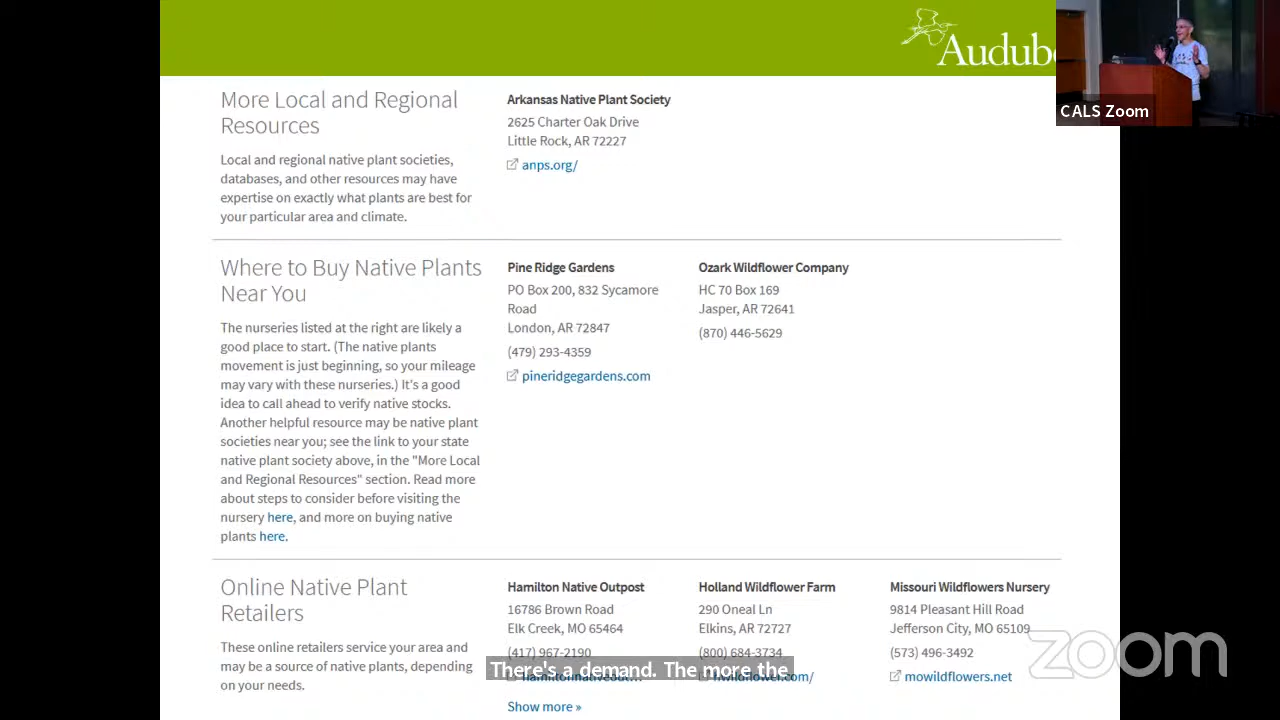 Audub
CALS Zoom
More Local and Regional
Resources
Local and regional native plant societies,
databases, and other resources may have
expertise on exactly what plants are best for
your particular area and climate.
Arkansas Native Plant Society
2625 Charter Oak Drive
Little Rock, AR 72227
anps.org/
Where to Buy Native Plants
Near You
The nurseries listed at the right are likely a
good place to start. (The native plants
movement is just beginning, so your mileage
may vary with these nurseries.) It's a good
idea to call ahead to verify native stocks.
Another helpful resource may be native plant
societies near you; see the link to your state
native plant society above, in the "More Local
and Regional Resources" section. Read more
about steps to consider before visiting the
nursery here, and more on buying native
plants here.
Pine Ridge Gardens
PO Box 200, 832 Sycamore
Road
London, AR 72847
(479) 293-4359
pineridgegardens.com
Ozark Wildflower Company
HC 70 Box 169
Jasper, AR 72641
(870) 446-5629
Online Native Plant
Retailers
These online retailers service your area and
may be a source of native plants, depending
on your needs.
Hamilton Native Outpost
16786 Brown Road
Elk Creek, MO 65464
(417) 967-2190
hamiltonnativeout...
Show more »
Holland Wildflower Farm
290 Oneal Ln
Elkins, AR 72727
(800) 684-3734
hwildflower.com/
Missouri Wildflowers Nursery
9814 Pleasant Hill Road
Jefferson City, MO 65109
(573) 496-3492
mowildflowers.net
There's a demand. The more the
zoom